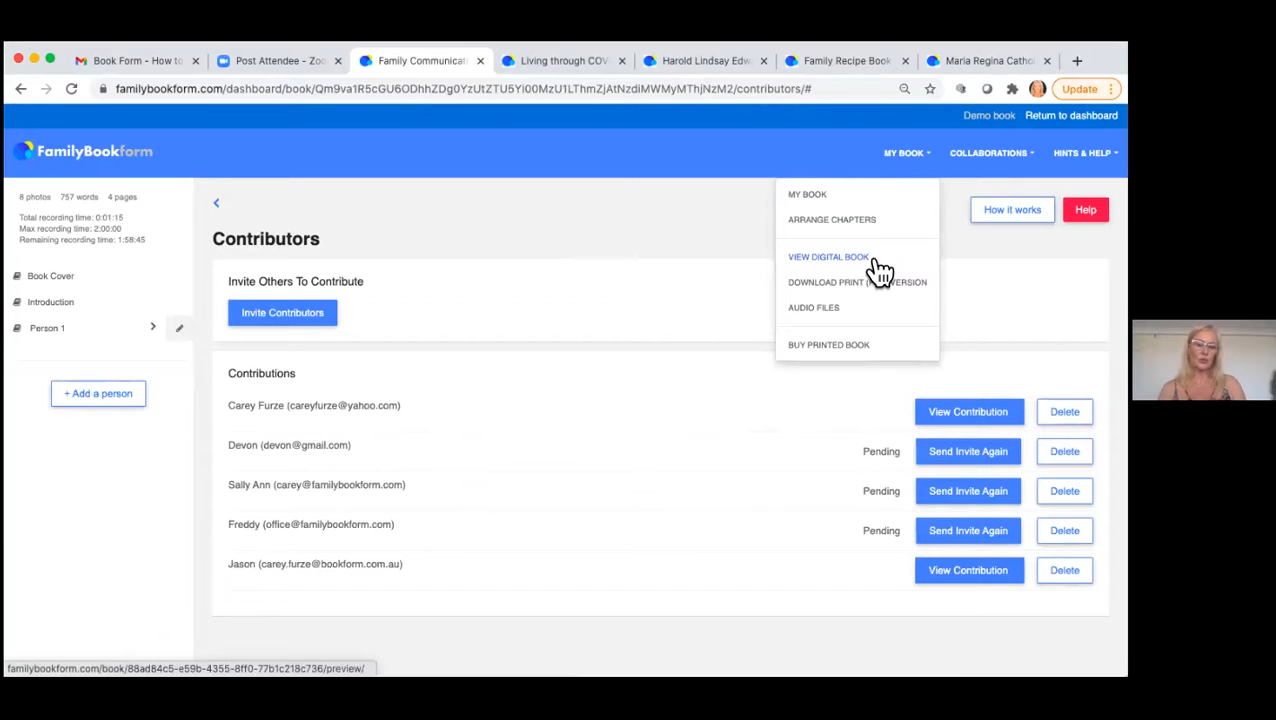 Book Form - How to
Post Attendee - Zoo
Family Communicati
Living through COV
Harold Lindsay Edw
Family Recipe Book
Maria Regina Catho
familybookform.com/dashboard/book/Qm9va1R5cGU6ODhhZDg0YzUtZTU5Yi00MzU1LThmZjAtNzdiMWMyMThjNzM2/contributors/#
Update
Demo book Return to dashboard
FamilyBookform
MY BOOK
COLLABORATIONS
HINTS & HELP
8 photos 757 words 4 pages
Total recording time: 0:01:15
Max recording time: 2:00:00
Remaining recording time: 1:58:45
Book Cover
Introduction
Person 1
+ Add a person
MY BOOK
ARRANGE CHAPTERS
VIEW DIGITAL BOOK
DOWNLOAD PRINT VERSION
AUDIO FILES
BUY PRINTED BOOK
How it works
Help
Contributors
Invite Others To Contribute
Invite Contributors
Contributions
Carey Furze (careyfurze@yahoo.com) View Contribution Delete
Devon (devon@gmail.com) Pending Send Invite Again Delete
Sally Ann (carey@familybookform.com) Pending Send Invite Again Delete
Freddy (office@familybookform.com) Pending Send Invite Again Delete
Jason (carey.furze@bookform.com.au) View Contribution Delete
familybookform.com/book/88ad84c5-e59b-4355-8ff0-77b1c218c736/preview/